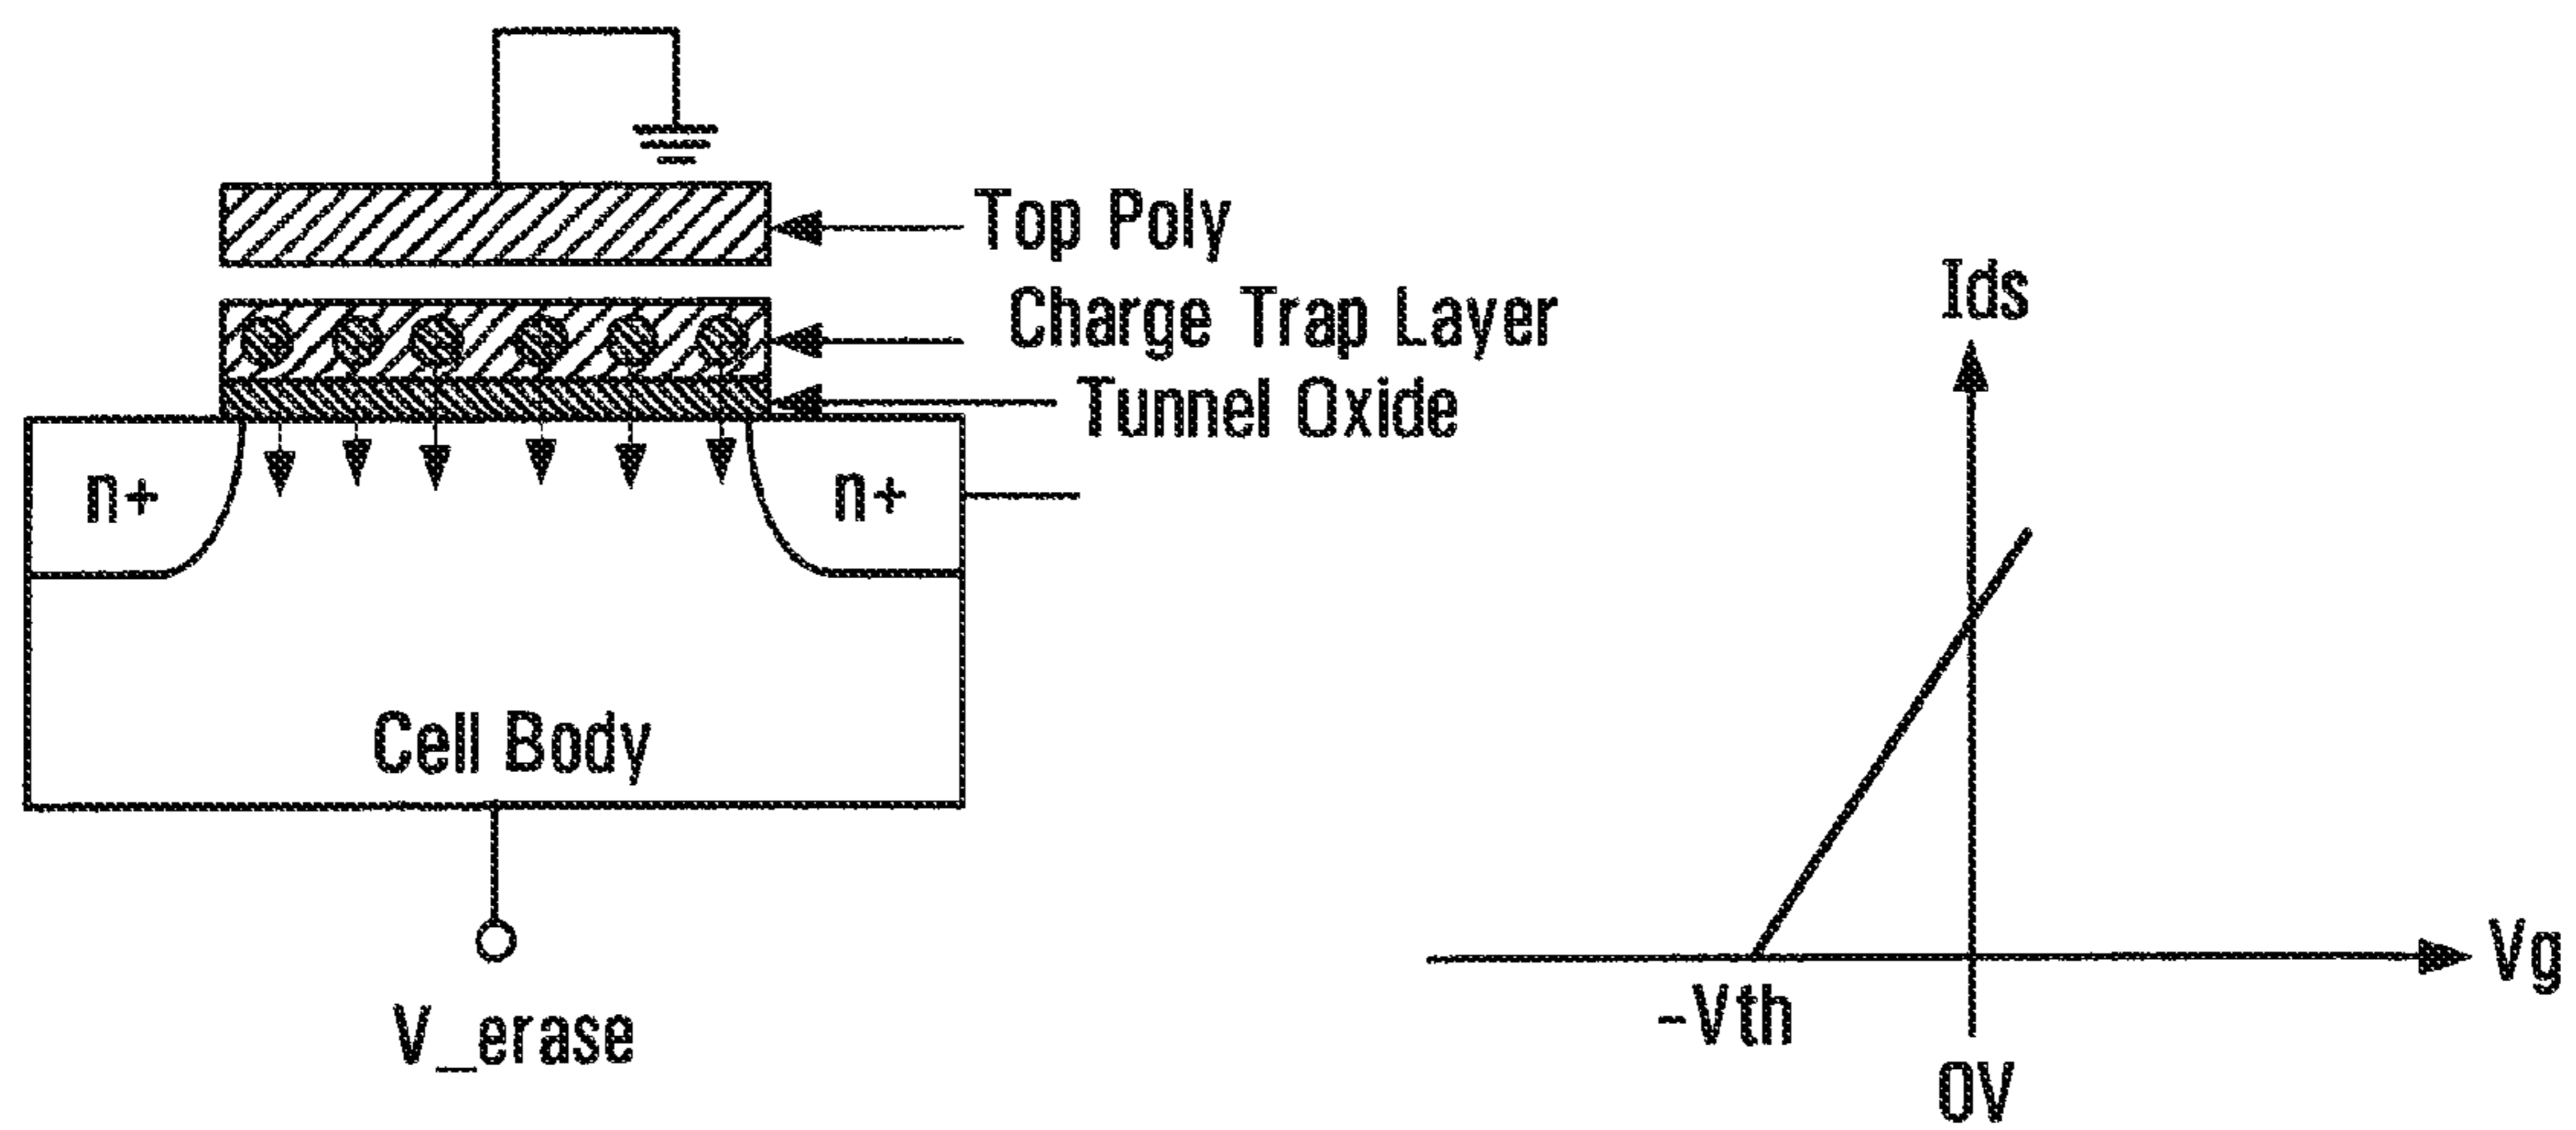 Top Poly
Charge Trap Layer
Tunnel Oxide
n+
n+
Cell Body
V_erase
Ids
Vg
-Vth
0V